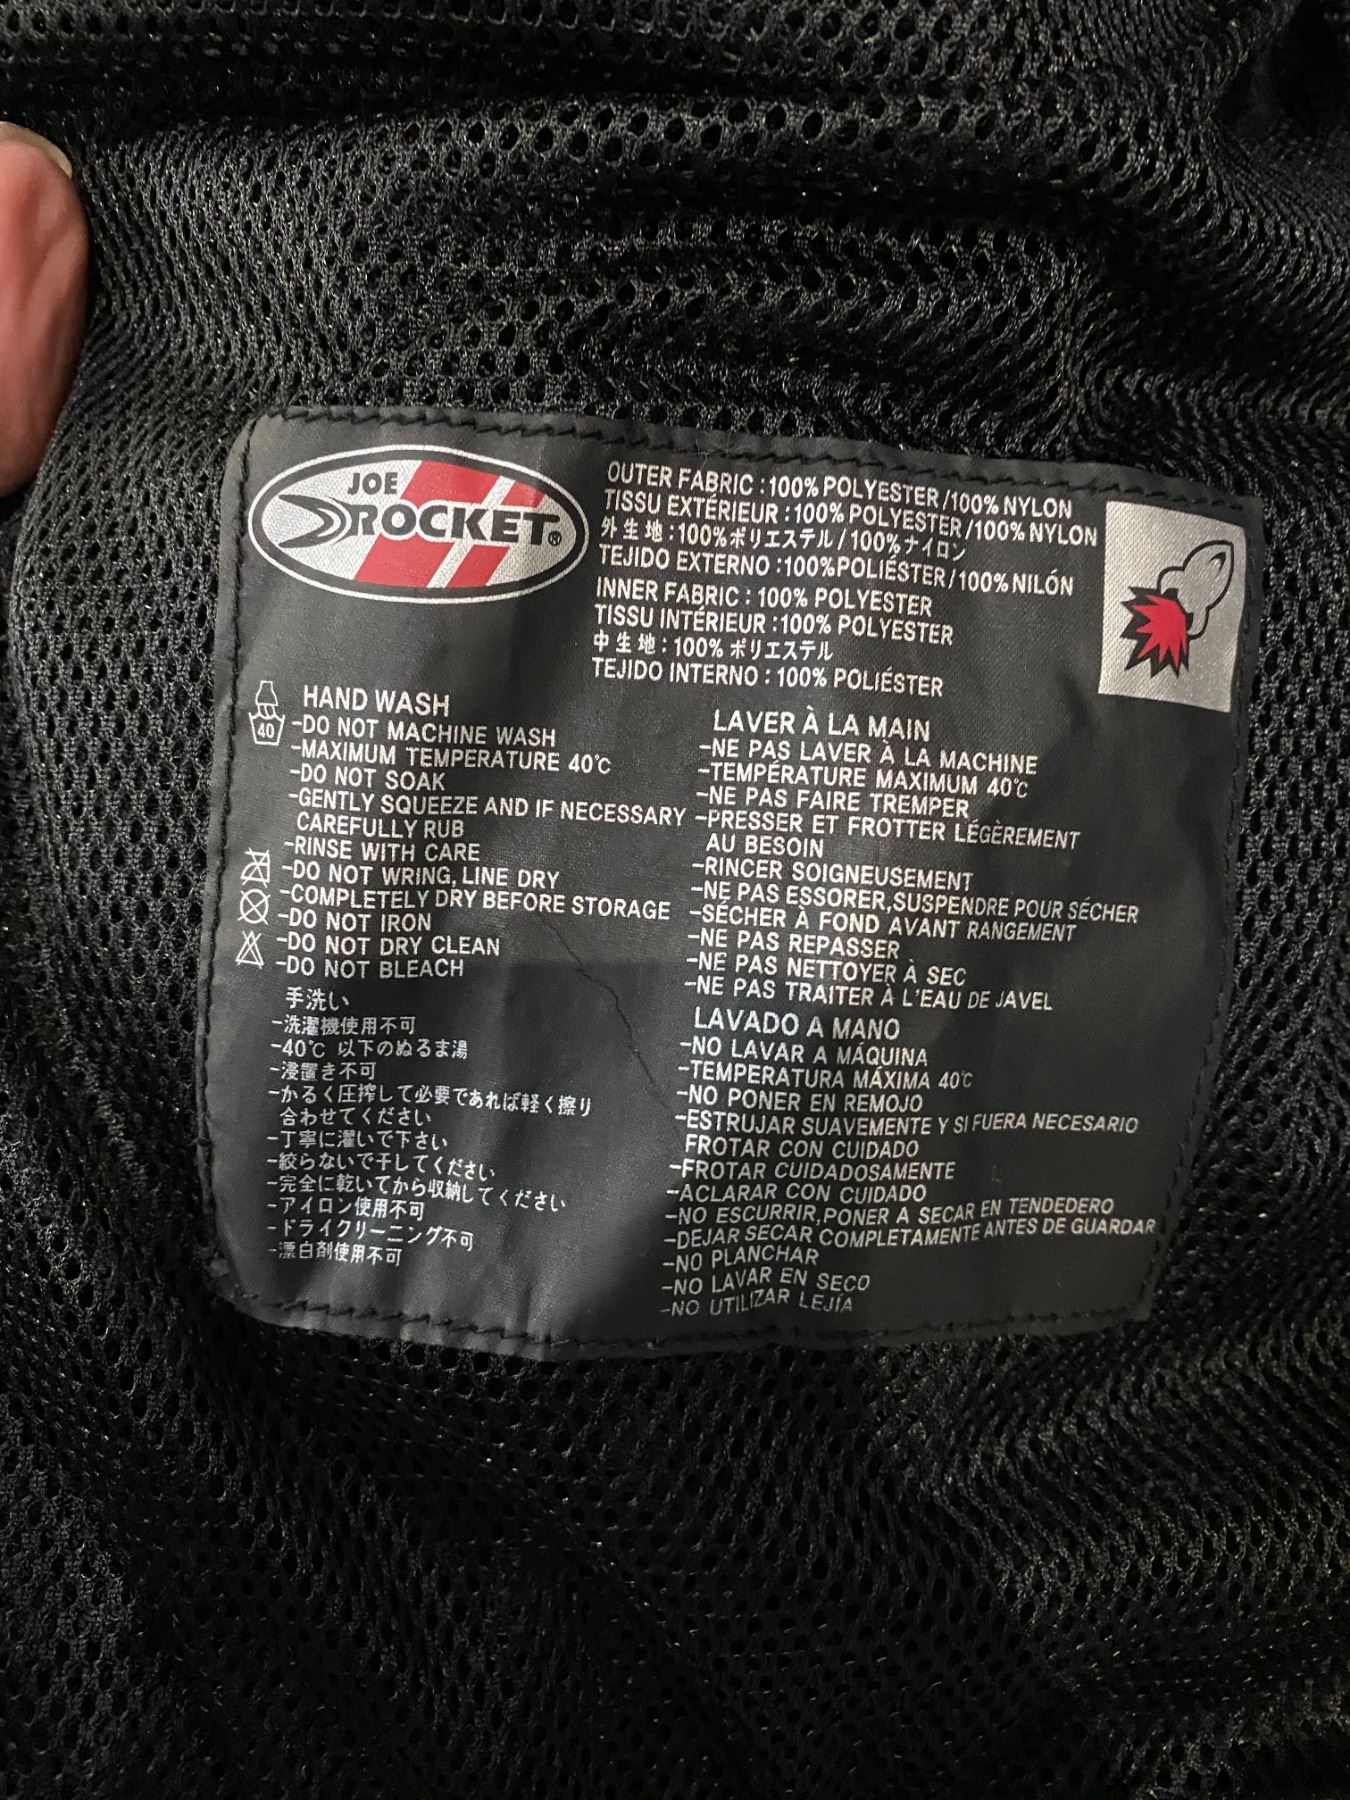 JOE
ROCKET®
OUTER FABRIC : 100% POLYESTER / 100% NYLON
TISSU EXTÉRIEUR : 100% POLYESTER / 100% NYLON
外生地 : 100% ポリエステル / 100% ナイロン
TEJIDO EXTERNO : 100% POLIÉSTER / 100% NILÓN
INNER FABRIC : 100% POLYESTER
TISSU INTÉRIEUR : 100% POLYESTER
中生地 : 100% ポリエステル
TEJIDO INTERNO : 100% POLIÉSTER
40
HAND WASH
-DO NOT MACHINE WASH
-MAXIMUM TEMPERATURE 40℃
-DO NOT SOAK
-GENTLY SQUEEZE AND IF NECESSARY
CAREFULLY RUB
-RINSE WITH CARE
-DO NOT WRING, LINE DRY
-COMPLETELY DRY BEFORE STORAGE
-DO NOT IRON
-DO NOT DRY CLEAN
-DO NOT BLEACH
手洗い
-洗濯機使用不可
-40℃ 以下のぬるま湯
-浸置き不可
-かるく圧搾して必要であれば軽く擦り
合わせてください
-丁寧に濯いで下さい
-絞らないで干してください
-完全に乾いてから収納してください
-アイロン使用不可
-ドライクリーニング不可
-漂白剤使用不可
LAVER À LA MAIN
-NE PAS LAVER À LA MACHINE
-TEMPÉRATURE MAXIMUM 40℃
-NE PAS FAIRE TREMPER
-PRESSER ET FROTTER LÉGÈREMENT
AU BESOIN
-RINCER SOIGNEUSEMENT
-NE PAS ESSORER, SUSPENDRE POUR SÉCHER
-SÉCHER À FOND AVANT RANGEMENT
-NE PAS REPASSER
-NE PAS NETTOYER À SEC
-NE PAS TRAITER À L'EAU DE JAVEL
LAVADO A MANO
-NO LAVAR A MÁQUINA
-TEMPERATURA MÁXIMA 40℃
-NO PONER EN REMOJO
-ESTRUJAR SUAVEMENTE Y SI FUERA NECESARIO
FROTAR CON CUIDADO
-FROTAR CUIDADOSAMENTE
-ACLARAR CON CUIDADO
-NO ESCURRIR, PONER A SECAR EN TENDEDERO
-DEJAR SECAR COMPLETAMENTE ANTES DE GUARDAR
-NO PLANCHAR
-NO LAVAR EN SECO
-NO UTILIZAR LEJÍA